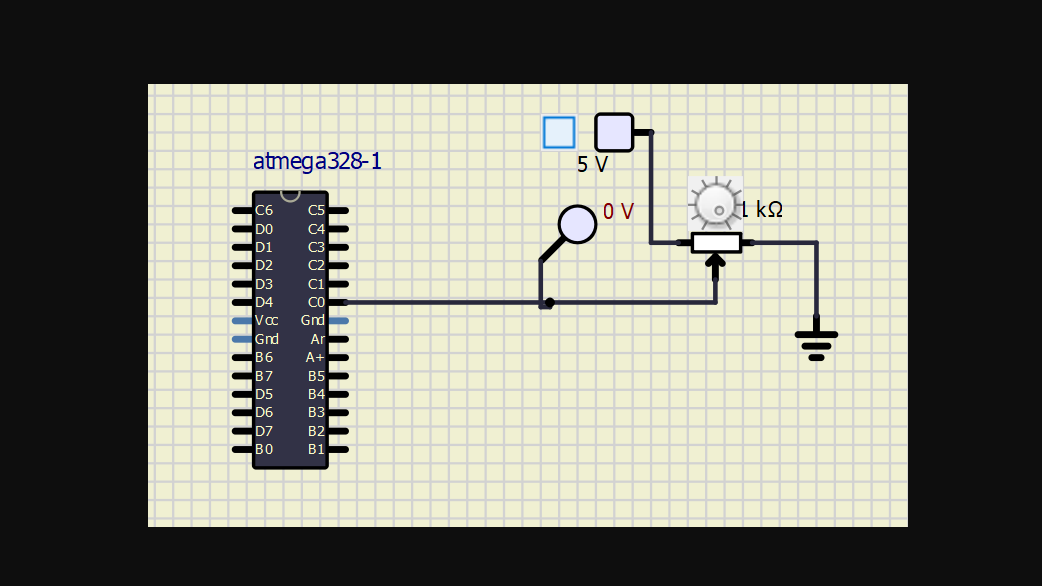 atmega328-1
5 V
0 V
1 kΩ
C6 C5
D0 C4
D1 C3
D2 C2
D3 C1
D4 C0
Vcc Gnd
Gnd Ar
B6 A+
B7 B5
D5 B4
D6 B3
D7 B2
B0 B1